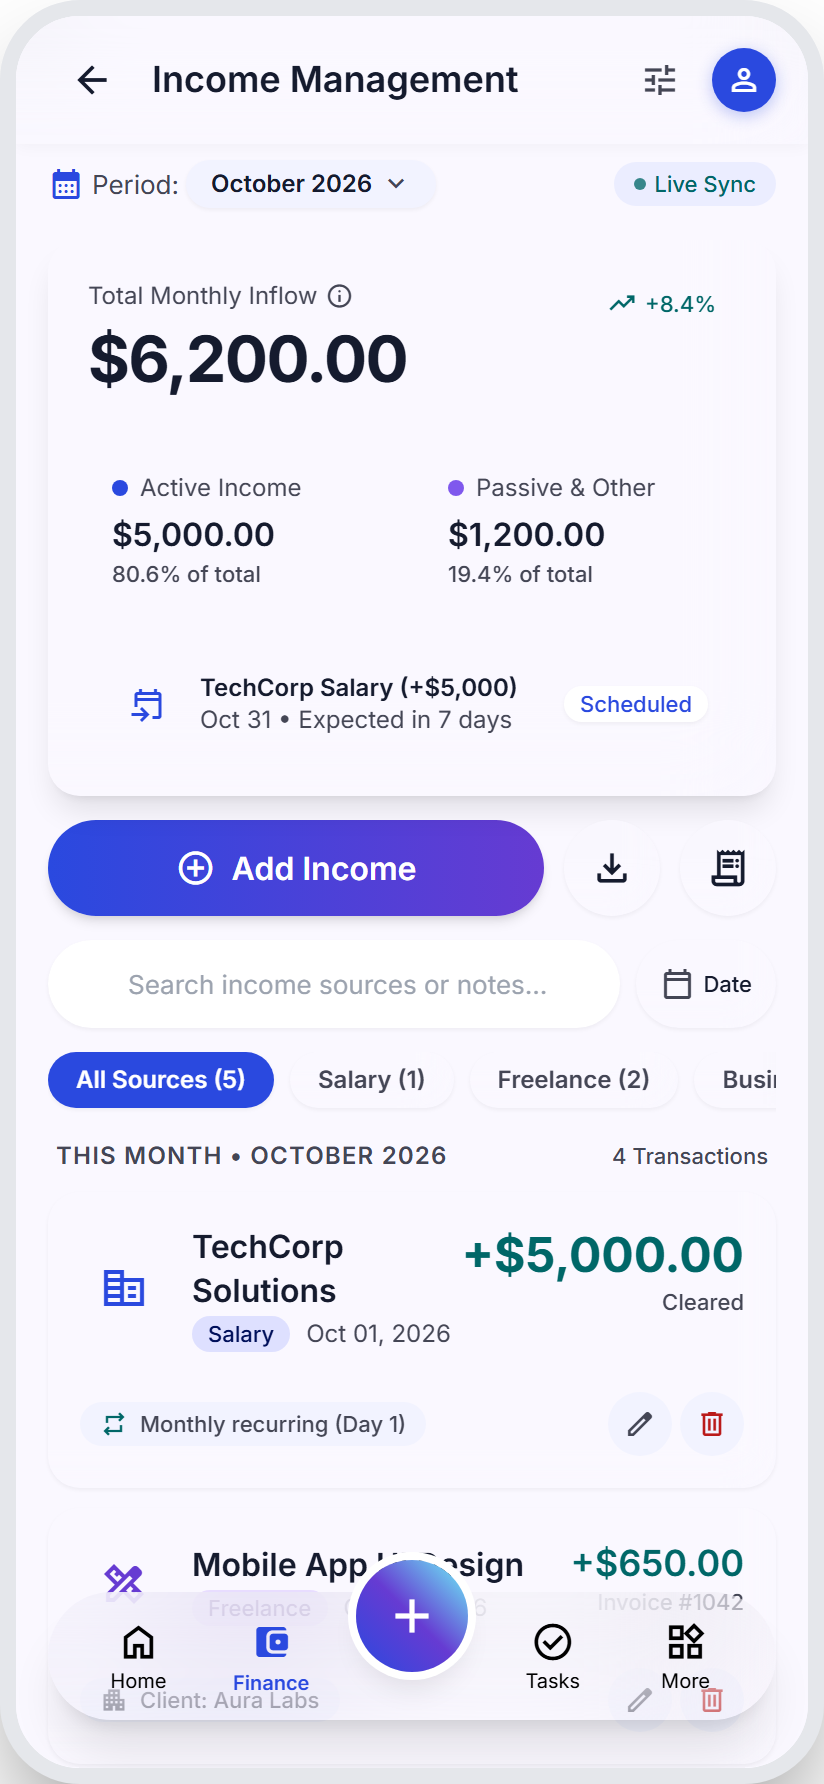 Income Management
Period: October 2026
Live Sync
Total Monthly Inflow
+8.4%
$6,200.00
Active Income
Passive & Other
$5,000.00
$1,200.00
80.6% of total
19.4% of total
TechCorp Salary (+$5,000)
Oct 31 • Expected in 7 days
Scheduled
Add Income
Search income sources or notes...
Date
All Sources (5)
Salary (1)
Freelance (2)
Busin
THIS MONTH • OCTOBER 2026
4 Transactions
TechCorp
Solutions
+$5,000.00
Cleared
Salary
Oct 01, 2026
Monthly recurring (Day 1)
Mobile App Design
+$650.00
Freelance
Invoice #1042
Home
Finance
Tasks
More
Client: Aura Labs